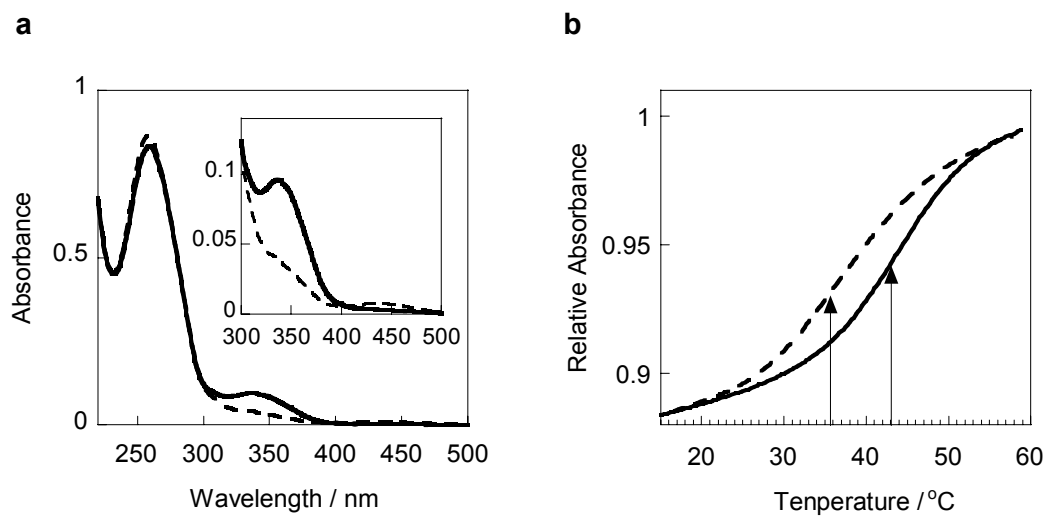 a
1
0.5
0
Absorbance
250 300 350 400 450 500
Wavelength / nm
0.1
0.05
0
300 350 400 450 500
b
1
0.95
0.9
Relative Absorbance
20 30 40 50 60
Tenperature / °C